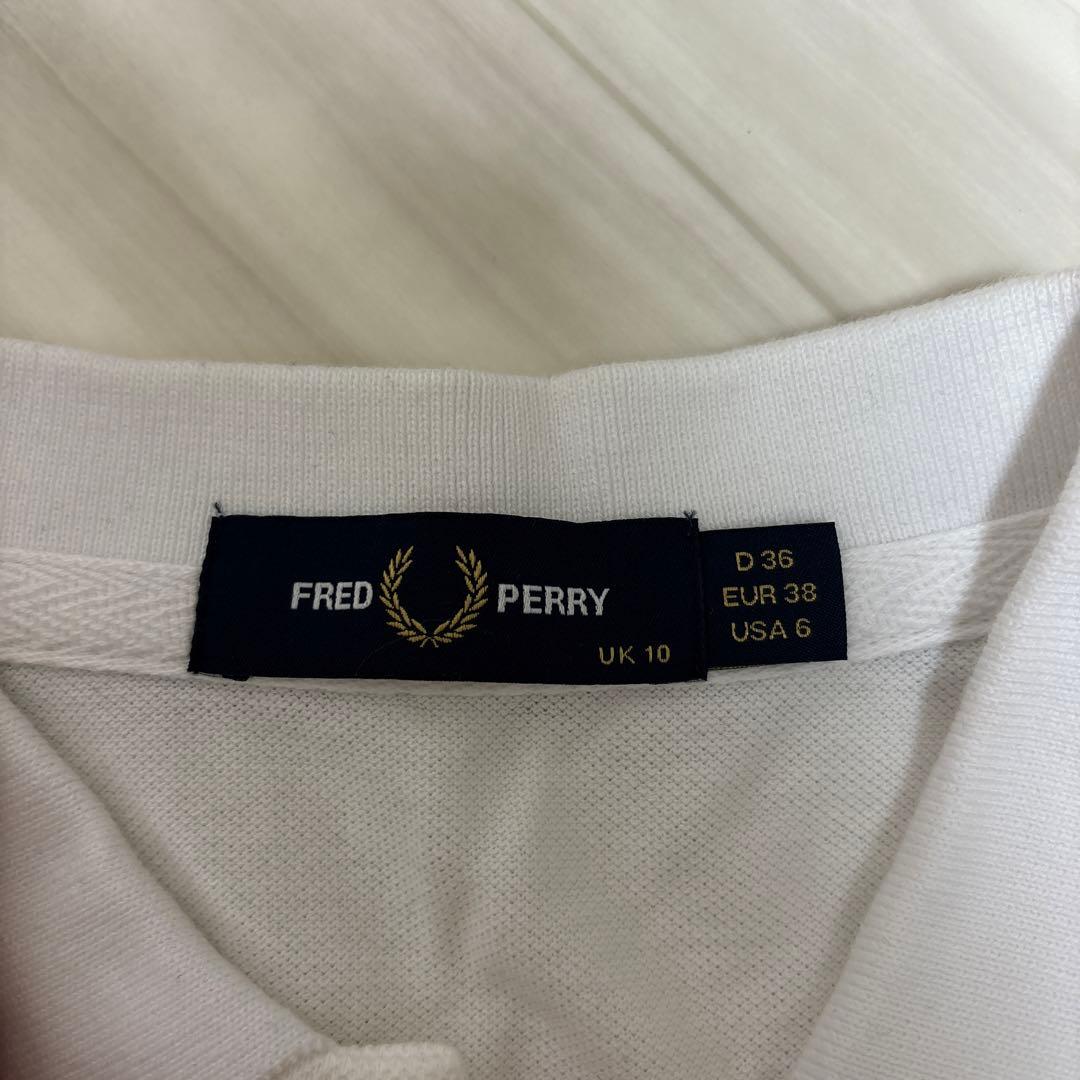 FRED PERRY
UK 10
D 36
EUR 38
USA 6